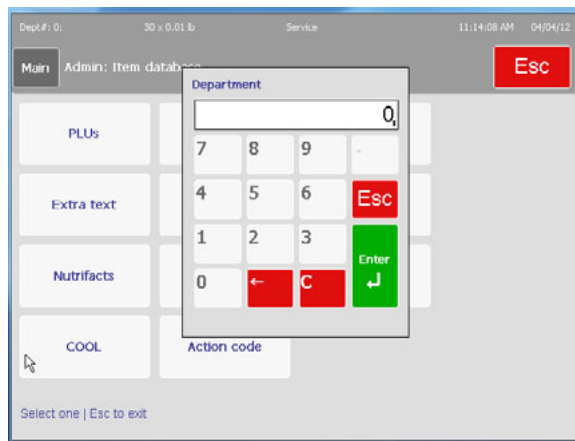 Dept.#: 0: 30 x 0.01 lb Service 11:14:08 AM 04/04/12
Main Admin: Item database Esc
Department
0
PLUs
7 8 9 -
Extra text
4 5 6 Esc
1 2 3
Enter
Nutrifacts
0 ← C ↵
COOL Action code
Select one | Esc to exit